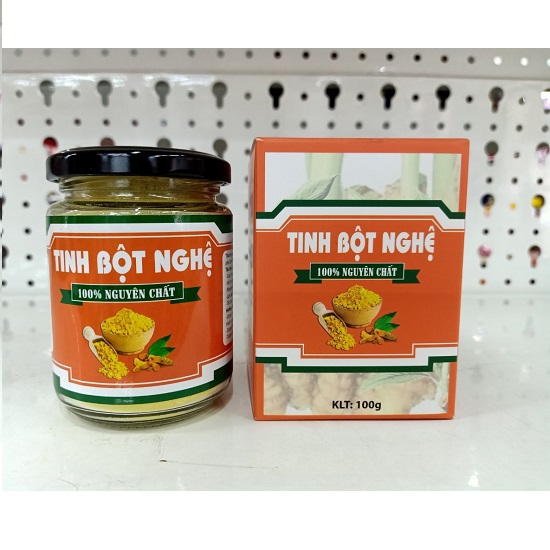 TINH BỘT NGHỆ
100% NGUYÊN CHẤT
TINH BỘT NGHỆ
100% NGUYÊN CHẤT
KLT: 100g